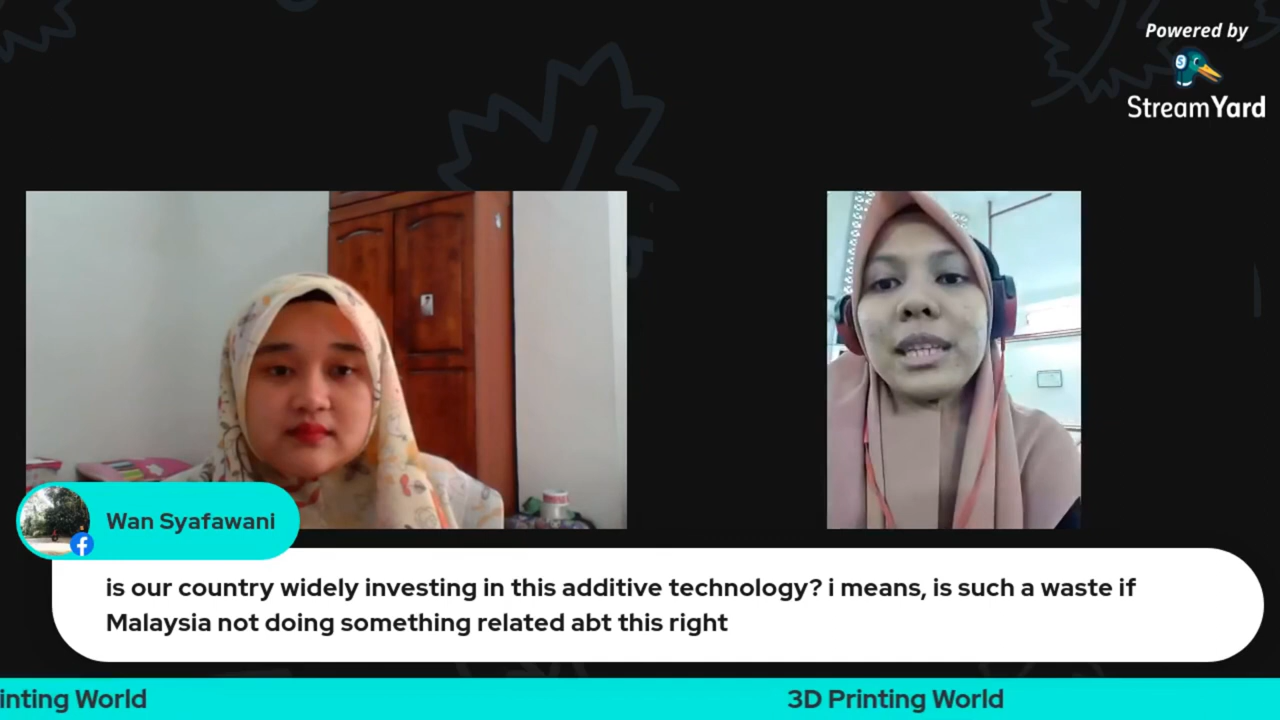 Powered by
StreamYard
Wan Syafawani
is our country widely investing in this additive technology? i means, is such a waste if
Malaysia not doing something related abt this right
inting World
3D Printing World